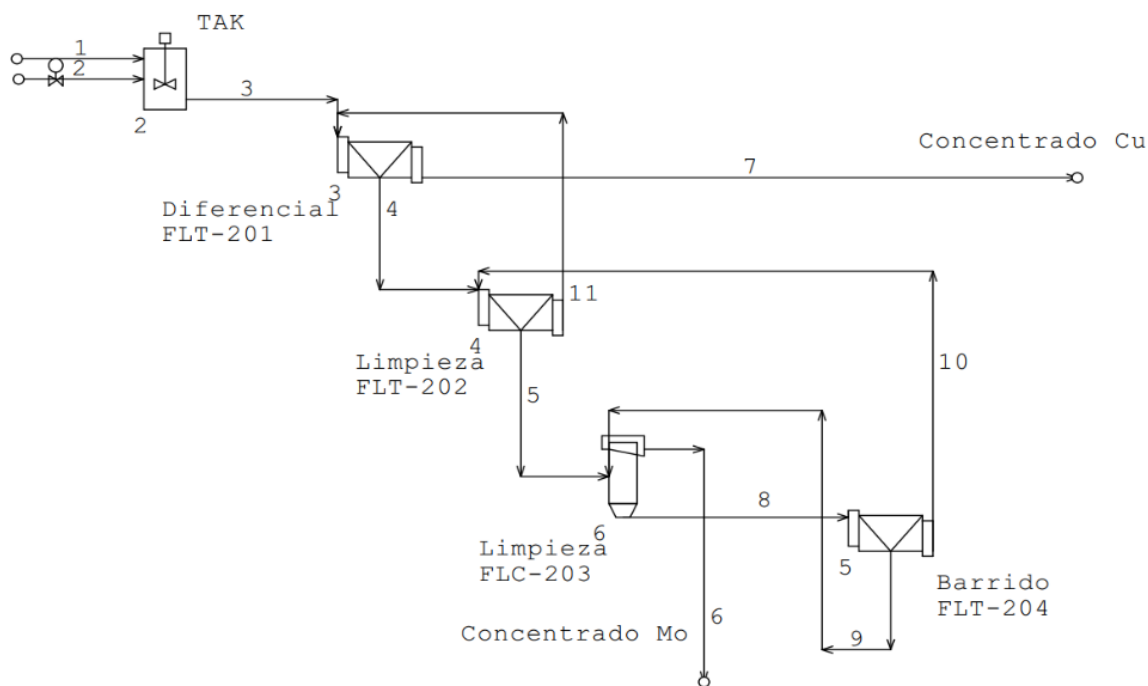 TAK
1
2
3
2
Concentrado Cu
7
3
4
Diferencial
FLT-201
11
4
Limpieza
FLT-202
5
10
8
6
Limpieza
FLC-203
5
Barrido
FLT-204
6
Concentrado Mo
9